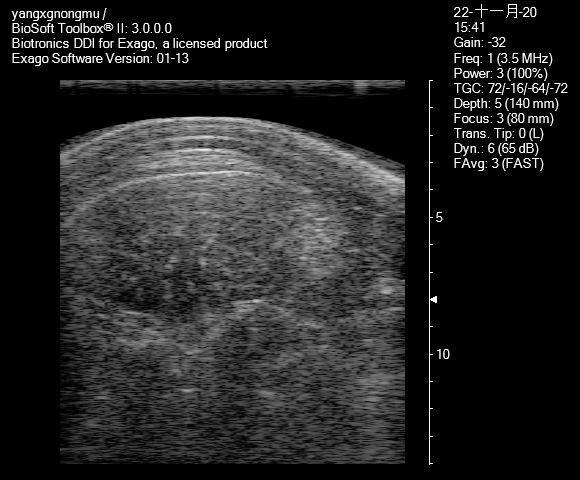 yangxgnongmu /
BioSoft Toolbox® II: 3.0.0.0
Biotronics DDI for Exago, a licensed product
Exago Software Version: 01-13
22-十一月-20
15:41
Gain: -32
Freq: 1 (3.5 MHz)
Power: 3 (100%)
TGC: 72/-16/-64/-72
Depth: 5 (140 mm)
Focus: 3 (80 mm)
Trans. Tip: 0 (L)
Dyn.: 6 (65 dB)
FAvg: 3 (FAST)
5
10